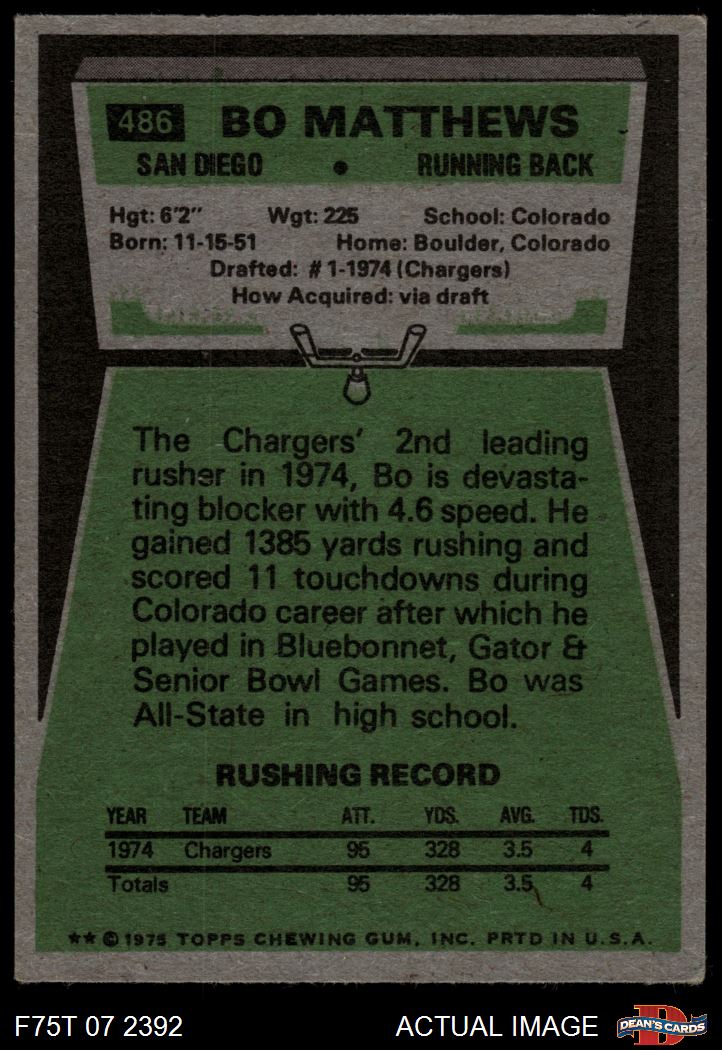 486 BO MATTHEWS
SAN DIEGO • RUNNING BACK
Hgt: 6'2" Wgt: 225 School: Colorado
Born: 11-15-51 Home: Boulder, Colorado
Drafted: #1-1974 (Chargers)
How Acquired: via draft
The Chargers' 2nd leading
rusher in 1974, Bo is devasta-
ting blocker with 4.6 speed. He
gained 1385 yards rushing and
scored 11 touchdowns during
Colorado career after which he
played in Bluebonnet, Gator &
Senior Bowl Games. Bo was
All-State in high school.
RUSHING RECORD
YEAR TEAM ATT. YDS. AVG. TDS.
1974 Chargers 95 328 3.5 4
Totals 95 328 3.5 4
★★ © 1975 TOPPS CHEWING GUM, INC. PRTD IN U.S.A.
F75T 07 2392 ACTUAL IMAGE D DEAN'S CARDS